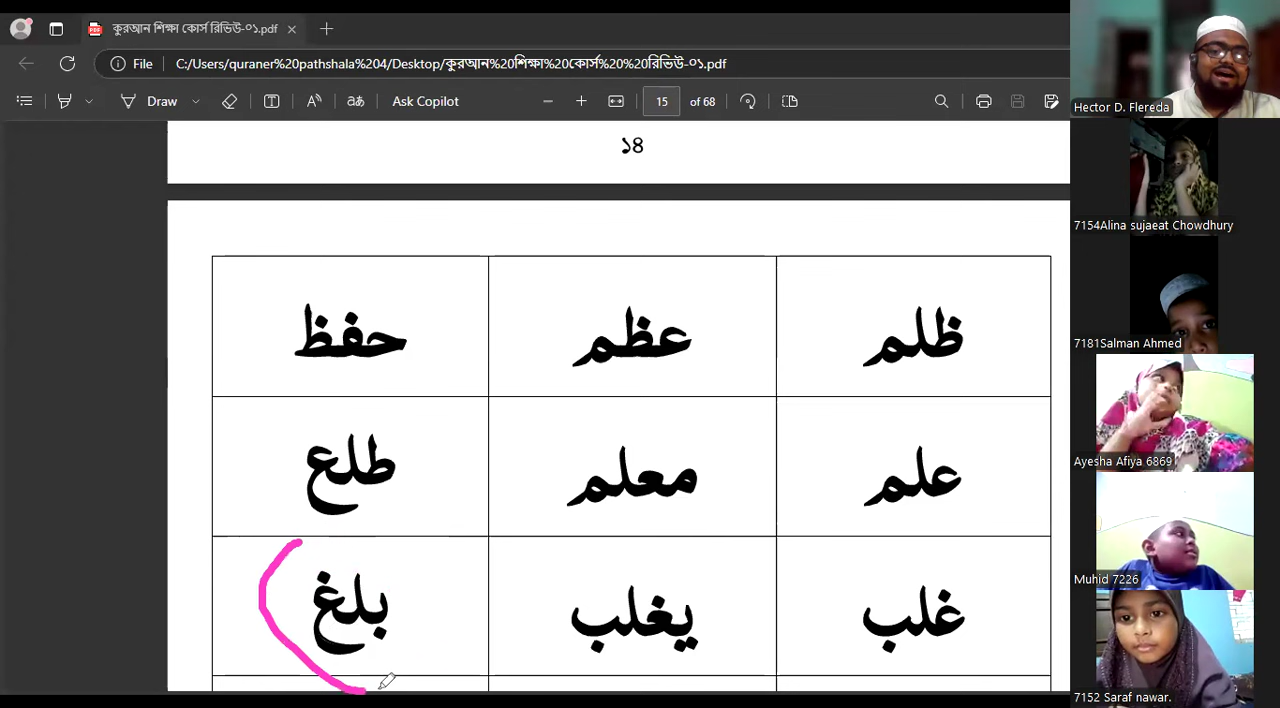 কুরআন শিক্ষা কোর্স রিভিউ-০১.pdf
File C:/Users/quraner%20pathshala%204/Desktop/কুরআন%20শিক্ষা%20কোর্স%20%20রিভিউ-০১.pdf
Draw Ask Copilot 15 of 68
১৪
ظلم عظم حفظ
علم معلم طلع
غلب يغلب بلغ
Hector D. Flereda
7154Alina sujaeat Chowdhury
7181Salman Ahmed
Ayesha Afiya 6869
Muhid 7226
7152 Saraf nawar.